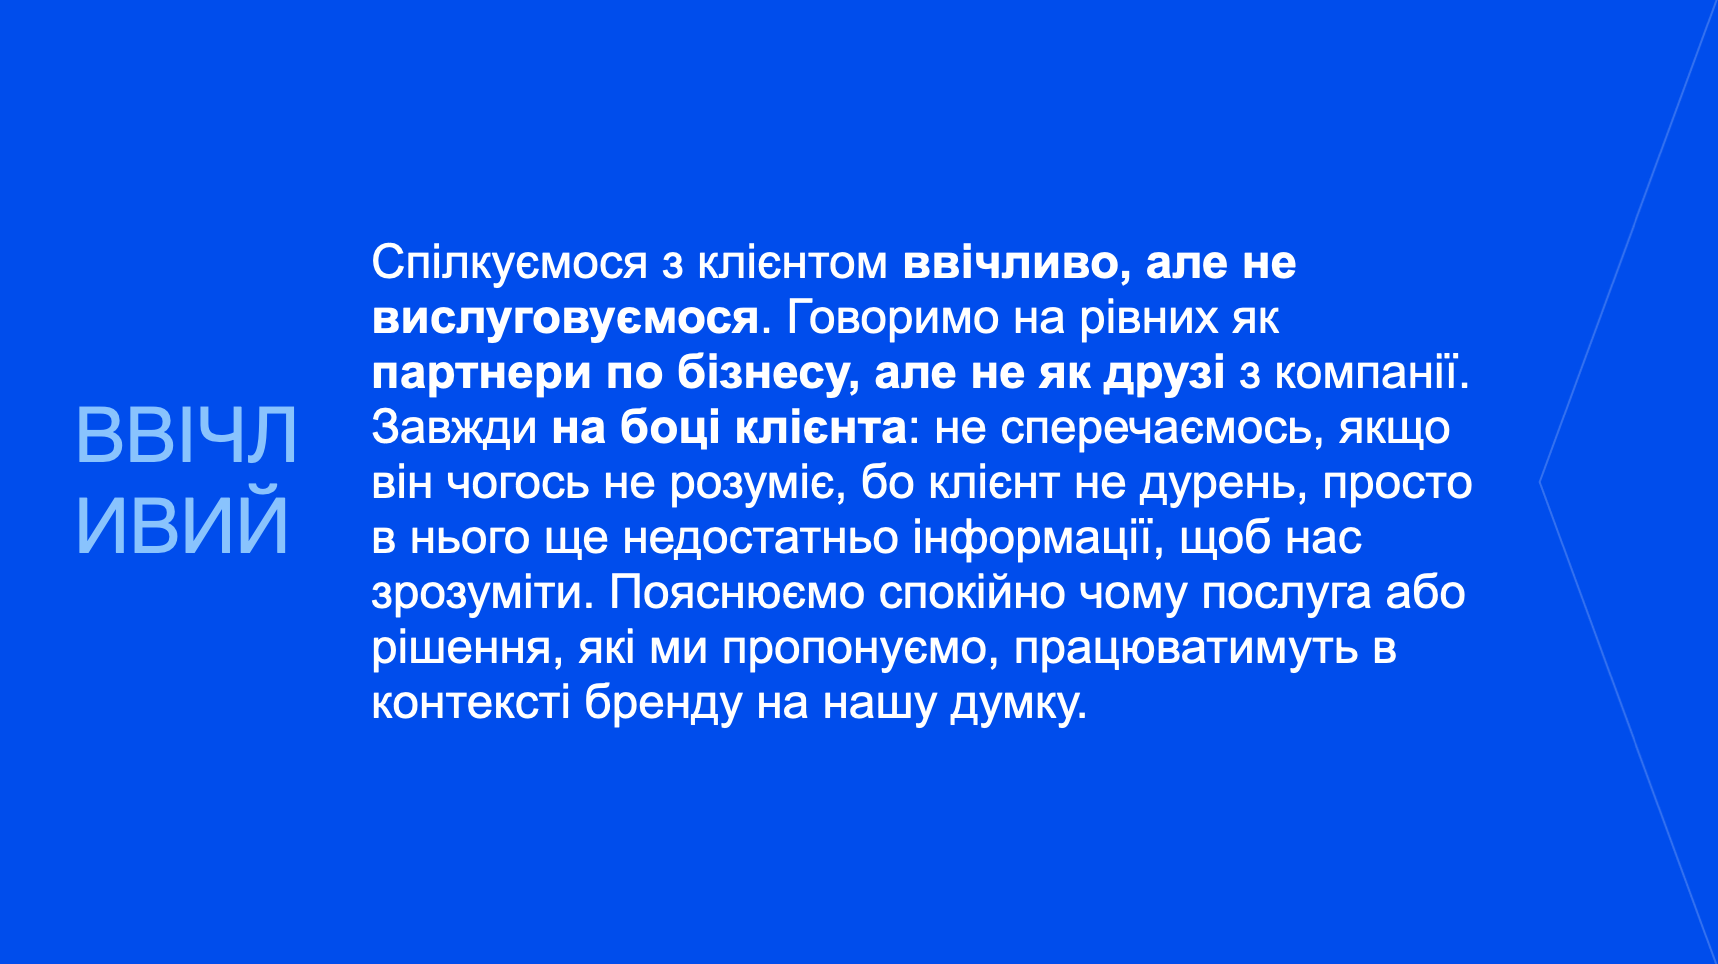 ВВІЧЛ
ИВИЙ
Спілкуємося з клієнтом ввічливо, але не
вислуговуємося. Говоримо на рівних як
партнери по бізнесу, але не як друзі з компанії.
Завжди на боці клієнта: не сперечаємось, якщо
він чогось не розуміє, бо клієнт не дурень, просто
в нього ще недостатньо інформації, щоб нас
зрозуміти. Пояснюємо спокійно чому послуга або
рішення, які ми пропонуємо, працюватимуть в
контексті бренду на нашу думку.